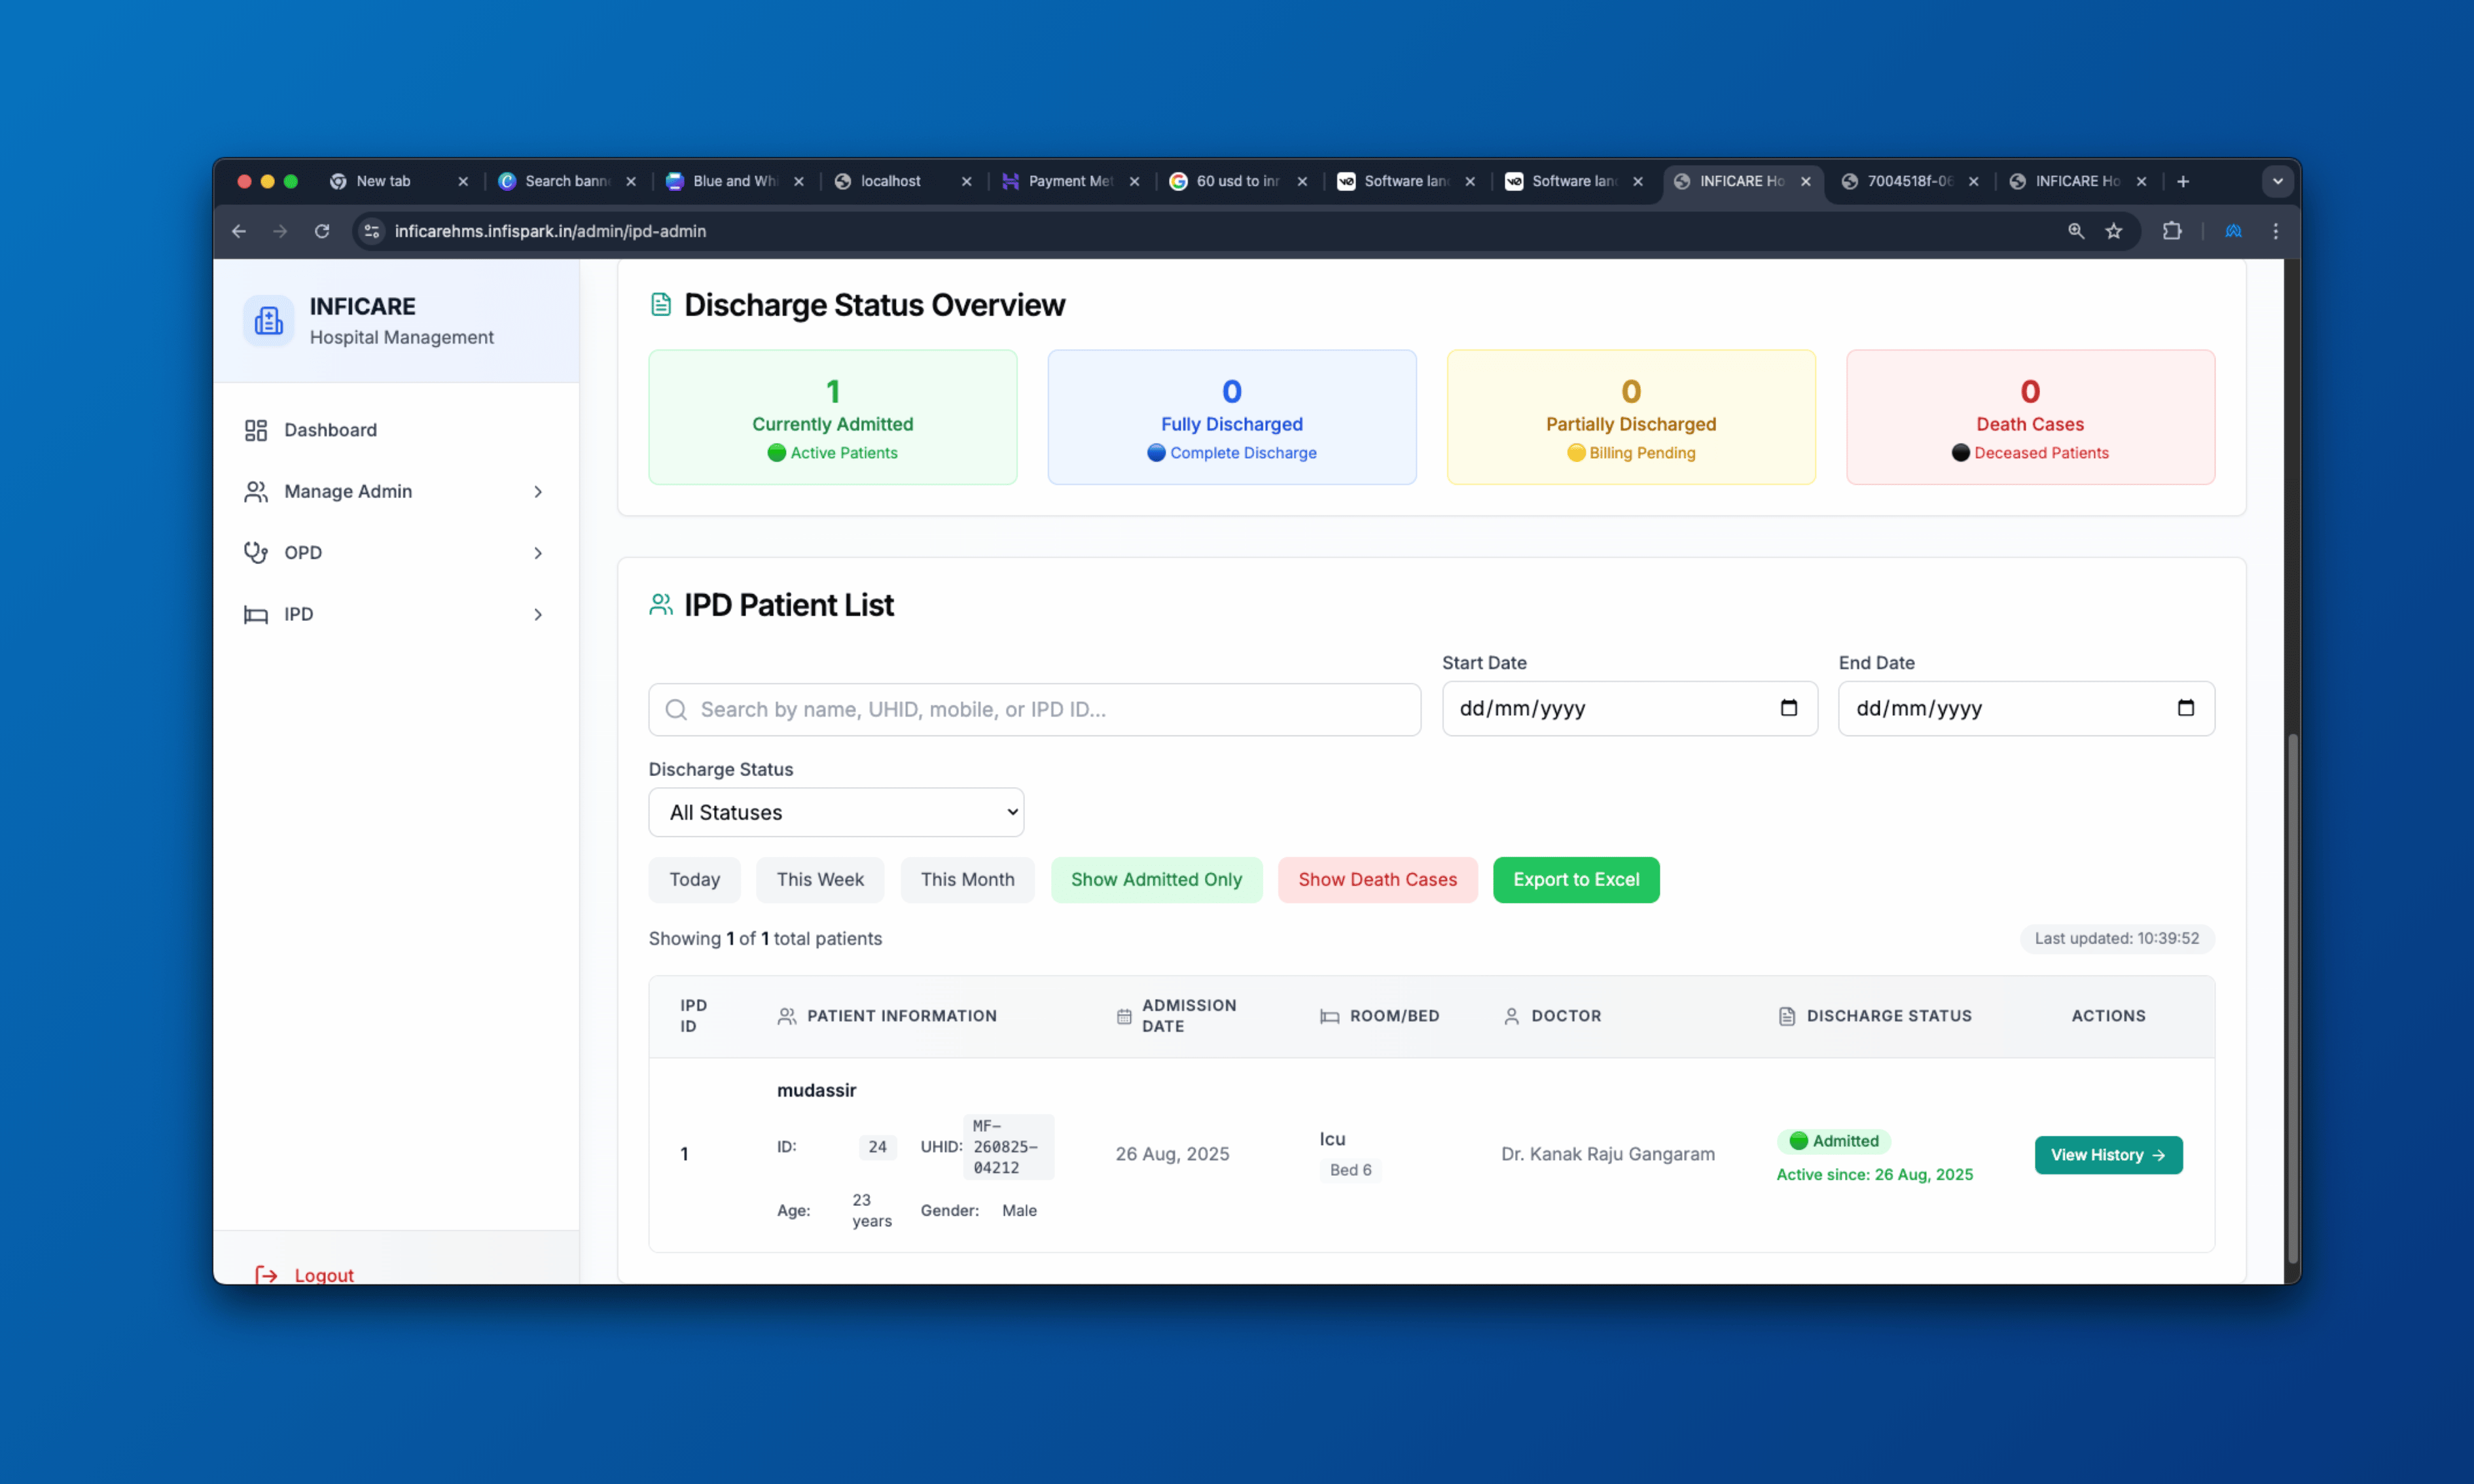 New tab
Search bann
Blue and Whi
localhost
Payment Met
60 usd to inr
Software land
Software land
INFICARE Ho
7004518f-06
INFICARE Ho
inficarehms.infispark.in/admin/ipd-admin
INFICARE
Hospital Management
Dashboard
Manage Admin
OPD
IPD
Logout
Discharge Status Overview
1
Currently Admitted
Active Patients
0
Fully Discharged
Complete Discharge
0
Partially Discharged
Billing Pending
0
Death Cases
Deceased Patients
IPD Patient List
Search by name, UHID, mobile, or IPD ID...
Start Date
dd/mm/yyyy
End Date
dd/mm/yyyy
Discharge Status
All Statuses
Today
This Week
This Month
Show Admitted Only
Show Death Cases
Export to Excel
Showing 1 of 1 total patients
Last updated: 10:39:52
IPD
ID
PATIENT INFORMATION
ADMISSION
DATE
ROOM/BED
DOCTOR
DISCHARGE STATUS
ACTIONS
1
mudassir
ID: 24
UHID: MF-
260825-
04212
Age: 23
years
Gender: Male
26 Aug, 2025
Icu
Bed 6
Dr. Kanak Raju Gangaram
Admitted
Active since: 26 Aug, 2025
View History →